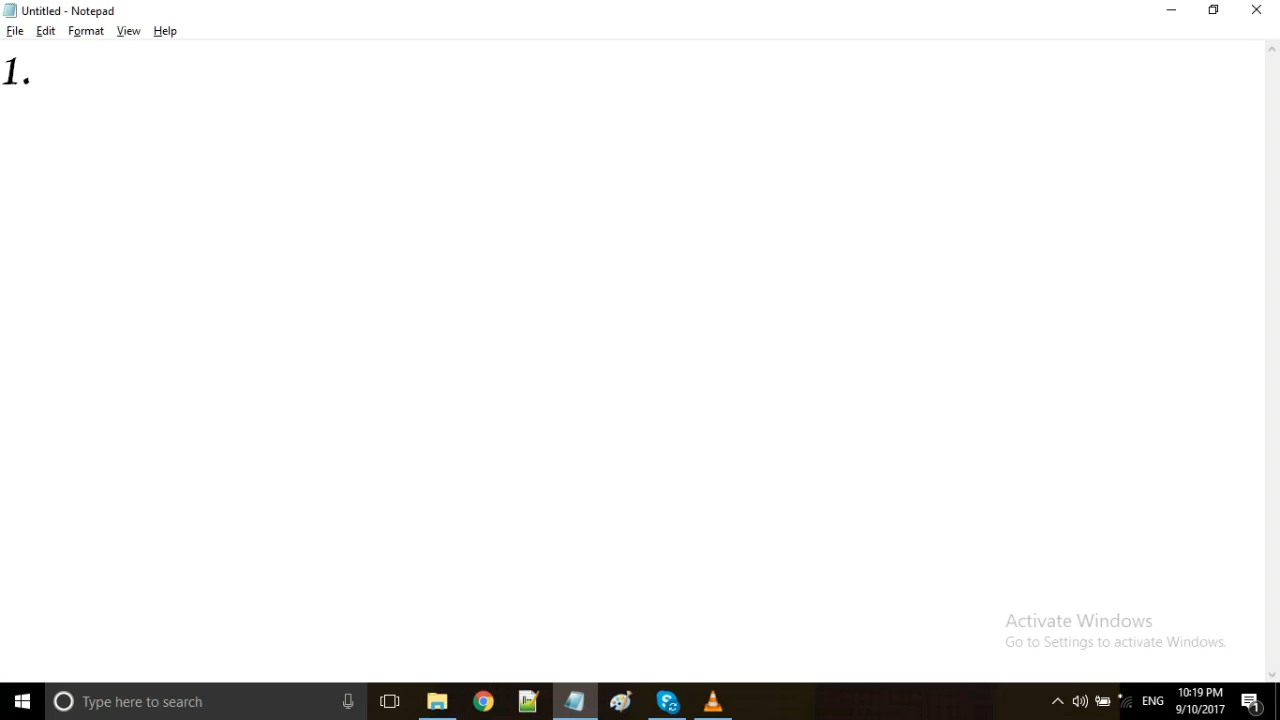 Untitled - Notepad
File Edit Format View Help
1.
Activate Windows
Go to Settings to activate Windows.
Type here to search
ENG
10:19 PM
9/10/2017
1